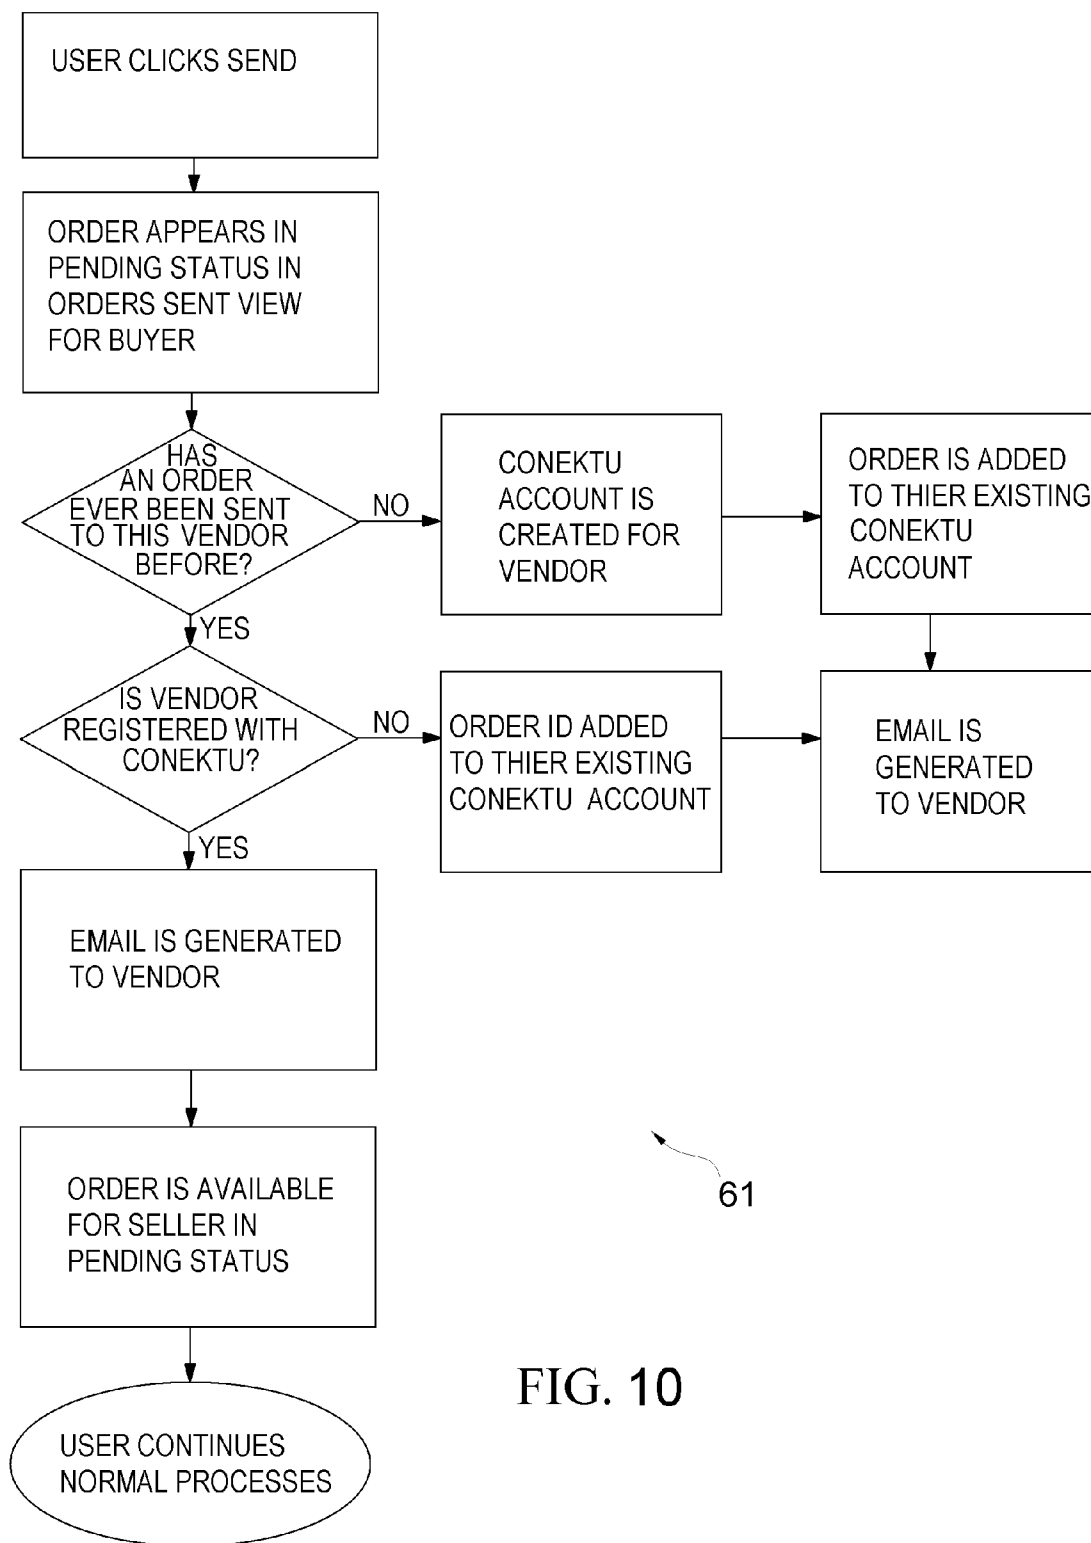 USER CLICKS SEND
ORDER APPEARS IN
PENDING STATUS IN
ORDERS SENT VIEW
FOR BUYER
HAS
AN ORDER
EVER BEEN SENT
TO THIS VENDOR
BEFORE?
NO
CONEKTU
ACCOUNT IS
CREATED FOR
VENDOR
ORDER IS ADDED
TO THIER EXISTING
CONEKTU
ACCOUNT
YES
IS VENDOR
REGISTERED WITH
CONEKTU?
NO
ORDER ID ADDED
TO THIER EXISTING
CONEKTU ACCOUNT
EMAIL IS
GENERATED
TO VENDOR
YES
EMAIL IS GENERATED
TO VENDOR
ORDER IS AVAILABLE
FOR SELLER IN
PENDING STATUS
61
USER CONTINUES
NORMAL PROCESSES
FIG. 10